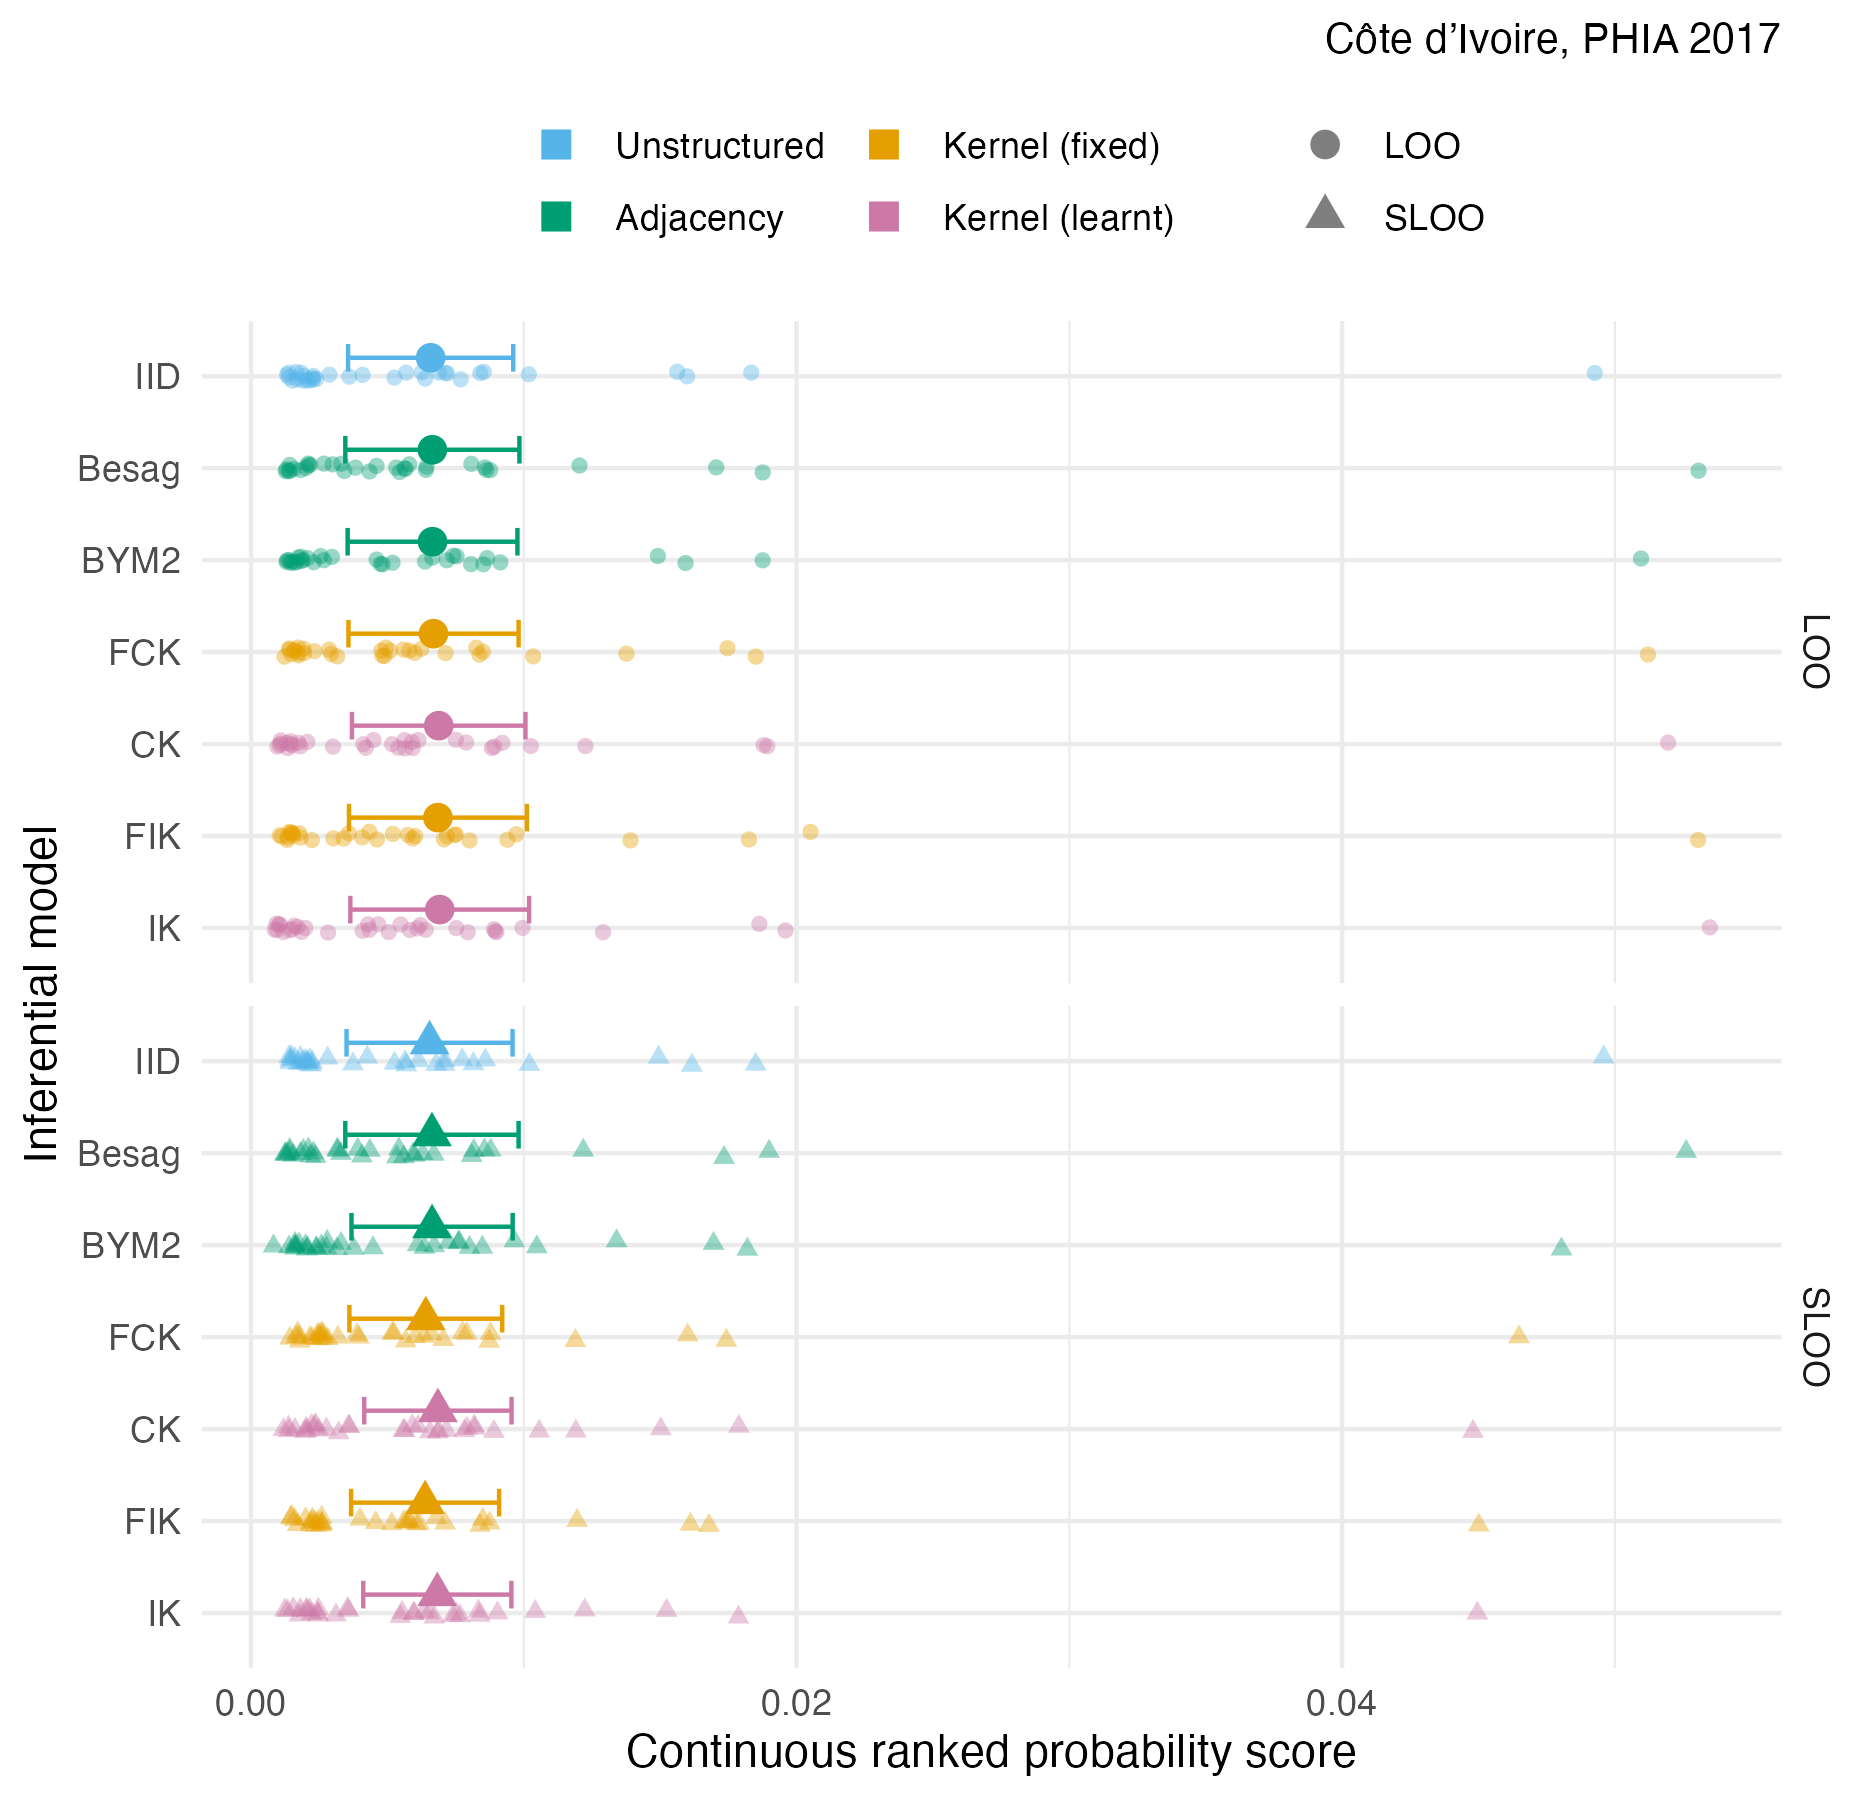 Côte d’Ivoire, PHIA 2017
Unstructured
Kernel (fixed)
LOO
Adjacency
Kernel (learnt)
SLOO
IID
Besag
BYM2
FCK
CK
FIK
IK
LOO
Inferential model
IID
Besag
BYM2
FCK
CK
FIK
IK
SLOO
0.00
0.02
0.04
Continuous ranked probability score